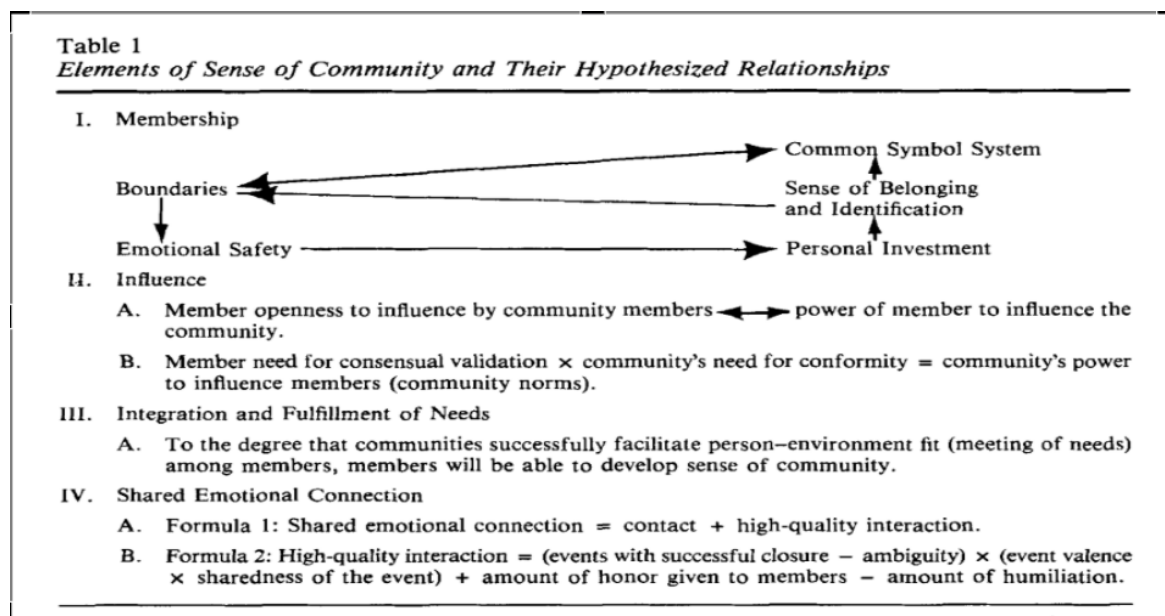 Table 1
Elements of Sense of Community and Their Hypothesized Relationships
I. Membership
Common Symbol System
Boundaries
Sense of Belonging
and Identification
Emotional Safety
Personal Investment
II. Influence
A. Member openness to influence by community members ↔ power of member to influence the
community.
B. Member need for consensual validation × community's need for conformity = community's power
to influence members (community norms).
III. Integration and Fulfillment of Needs
A. To the degree that communities successfully facilitate person–environment fit (meeting of needs)
among members, members will be able to develop sense of community.
IV. Shared Emotional Connection
A. Formula 1: Shared emotional connection = contact + high-quality interaction.
B. Formula 2: High-quality interaction = (events with successful closure − ambiguity) × (event valence
× sharedness of the event) + amount of honor given to members − amount of humiliation.